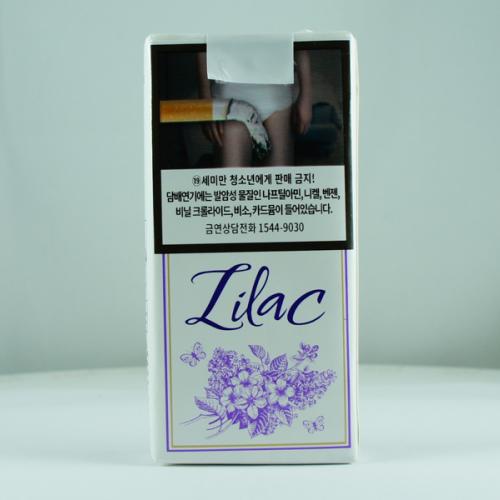 ⑲세미만 청소년에게 판매 금지!
담배연기에는 발암성 물질인 나프틸아민, 니켈, 벤젠,
비닐 크롤라이드, 비소, 카드뮴이 들어있습니다.
금연상담전화 1544-9030
Lilac